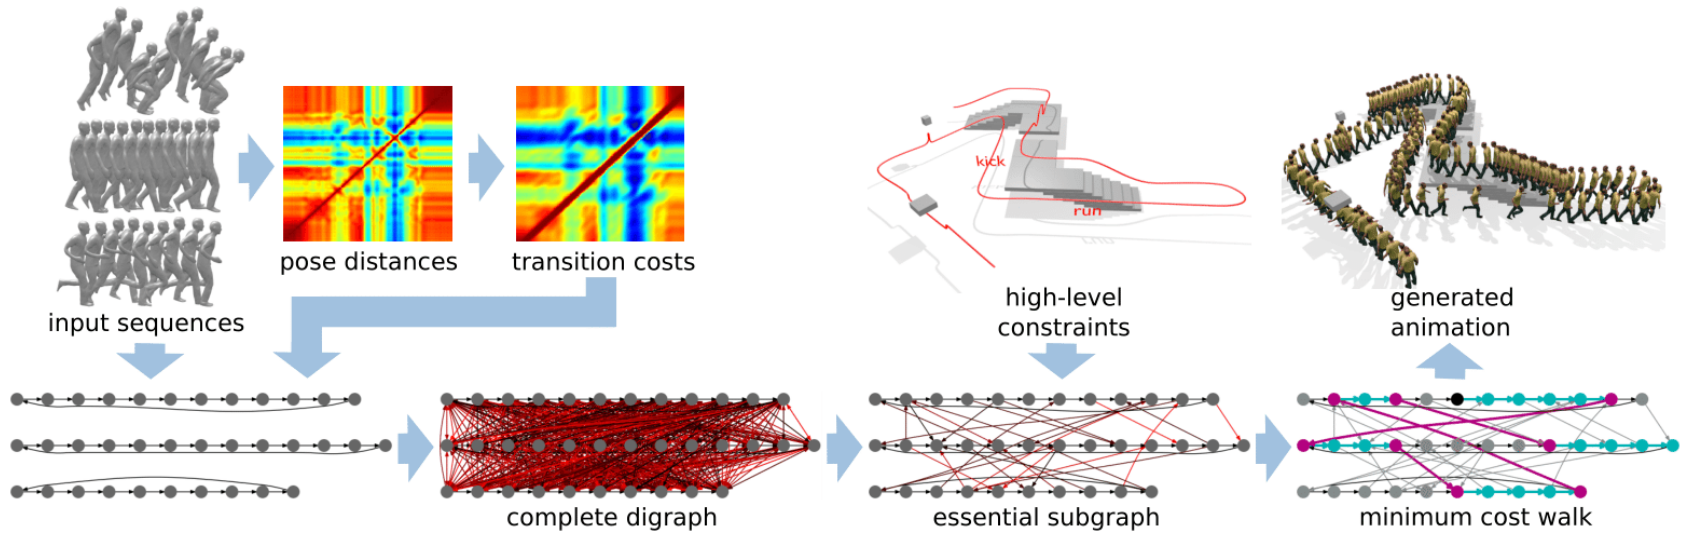 kick
run
pose distances
transition costs
input sequences
high-level
constraints
generated
animation
complete digraph
essential subgraph
minimum cost walk